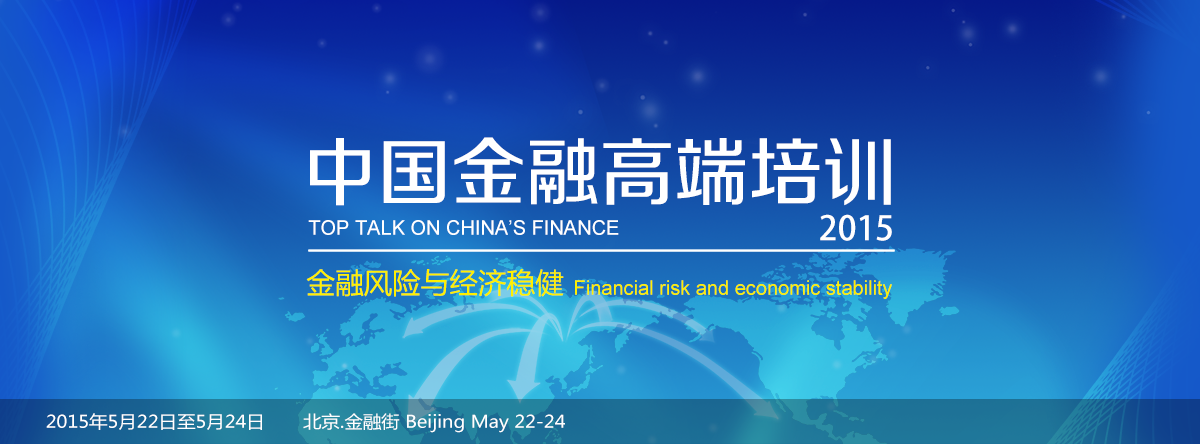 中国金融高端培训
TOP TALK ON CHINA'S FINANCE 2015
金融风险与经济稳健 Financial risk and economic stability
2015年5月22日至5月24日 北京.金融街 Beijing May 22-24